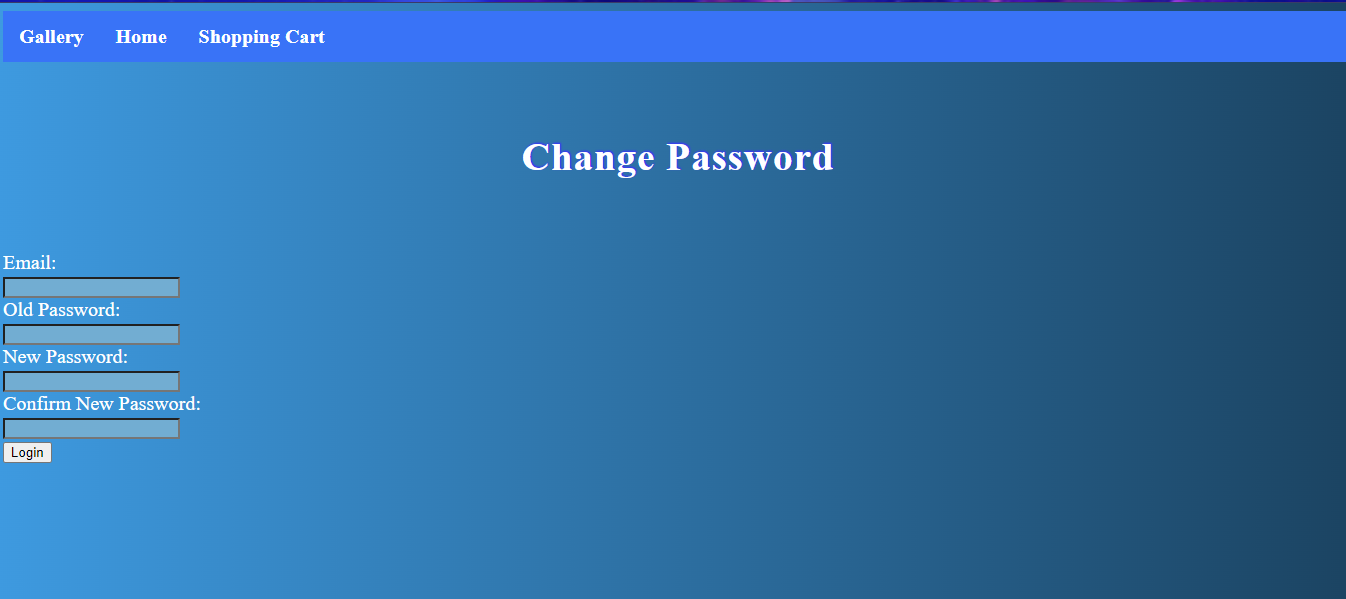 Gallery Home Shopping Cart
Change Password
Email:
Old Password:
New Password:
Confirm New Password:
Login